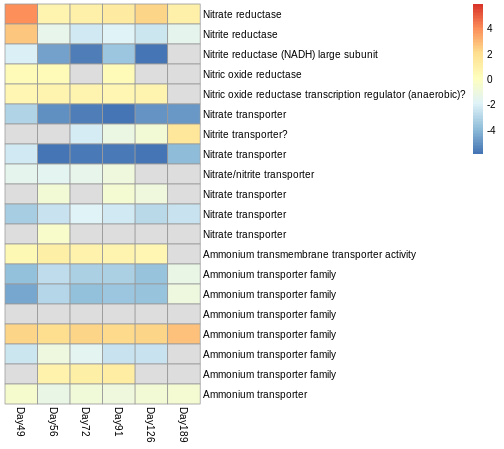 Nitrate reductase
Nitrite reductase
Nitrite reductase (NADH) large subunit
Nitric oxide reductase
Nitric oxide reductase transcription regulator (anaerobic)?
Nitrate transporter
Nitrite transporter?
Nitrate transporter
Nitrate/nitrite transporter
Nitrate transporter
Nitrate transporter
Nitrate transporter
Ammonium transmembrane transporter activity
Ammonium transporter family
Ammonium transporter family
Ammonium transporter family
Ammonium transporter family
Ammonium transporter family
Ammonium transporter family
Ammonium transporter
Day49
Day56
Day72
Day91
Day126
Day189
4
2
0
-2
-4